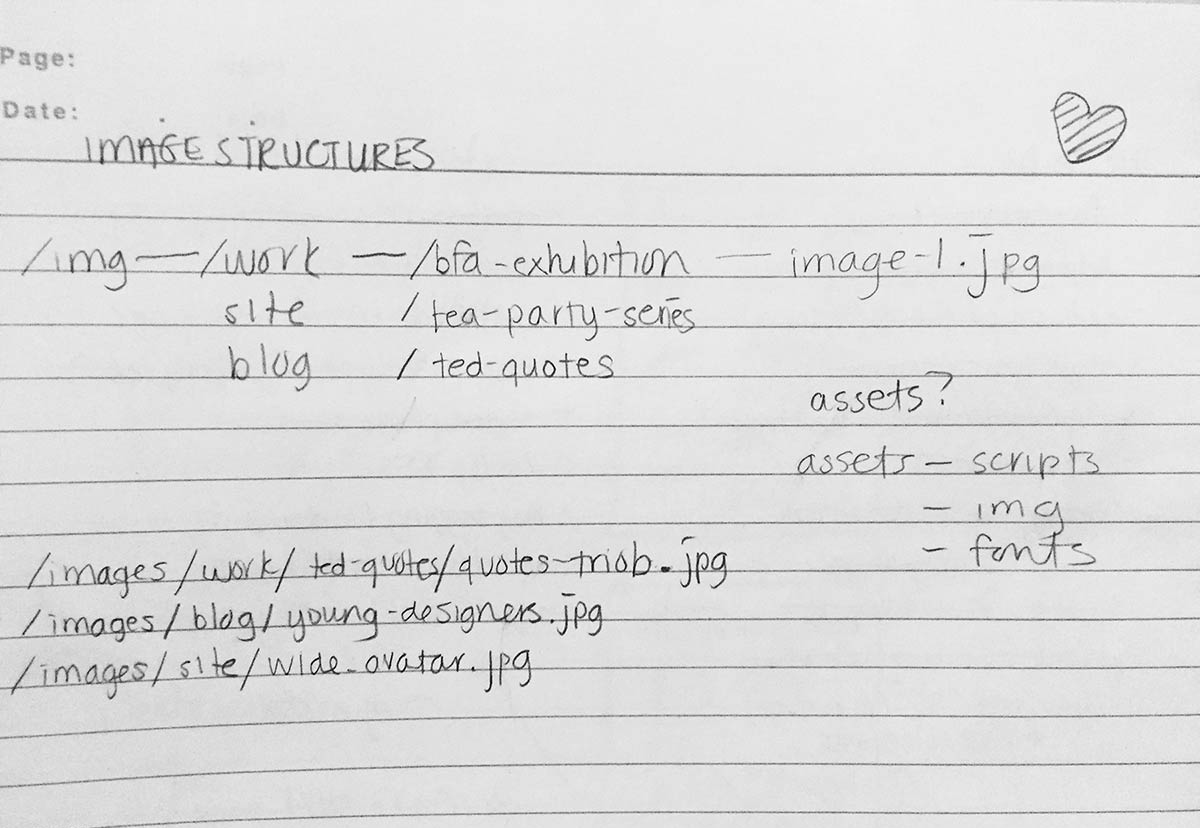 Page:
Date:
IMAGE STRUCTURES
/img — /work — /bfa-exhibition — image-1.jpg
site /tea-party-series
blog /ted-quotes
assets?
assets - scripts
- img
- fonts
/images/work/ted-quotes/quotes-triob.jpg
/images/blog/young-designers.jpg
/images/site/wide-avatar.jpg